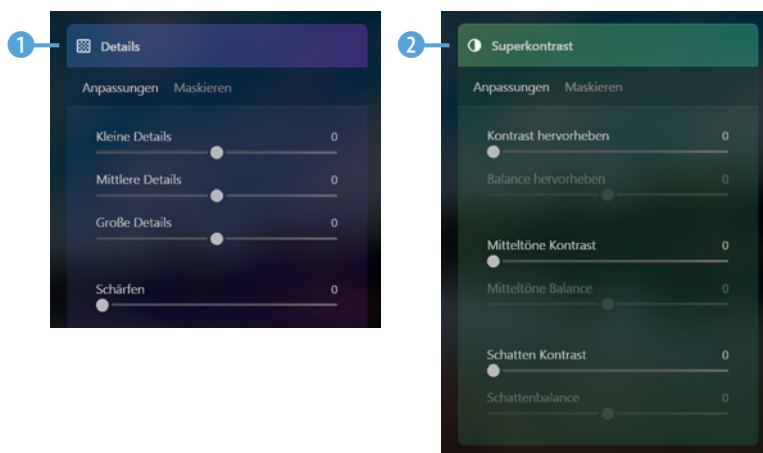 1
Details
Anpassungen Maskieren
Kleine Details 0
Mittlere Details 0
Große Details 0
Schärfen 0
2
Superkontrast
Anpassungen Maskieren
Kontrast hervorheben 0
Balance hervorheben 0
Mitteltöne Kontrast 0
Mitteltöne Balance 0
Schatten Kontrast 0
Schattenbalance 0